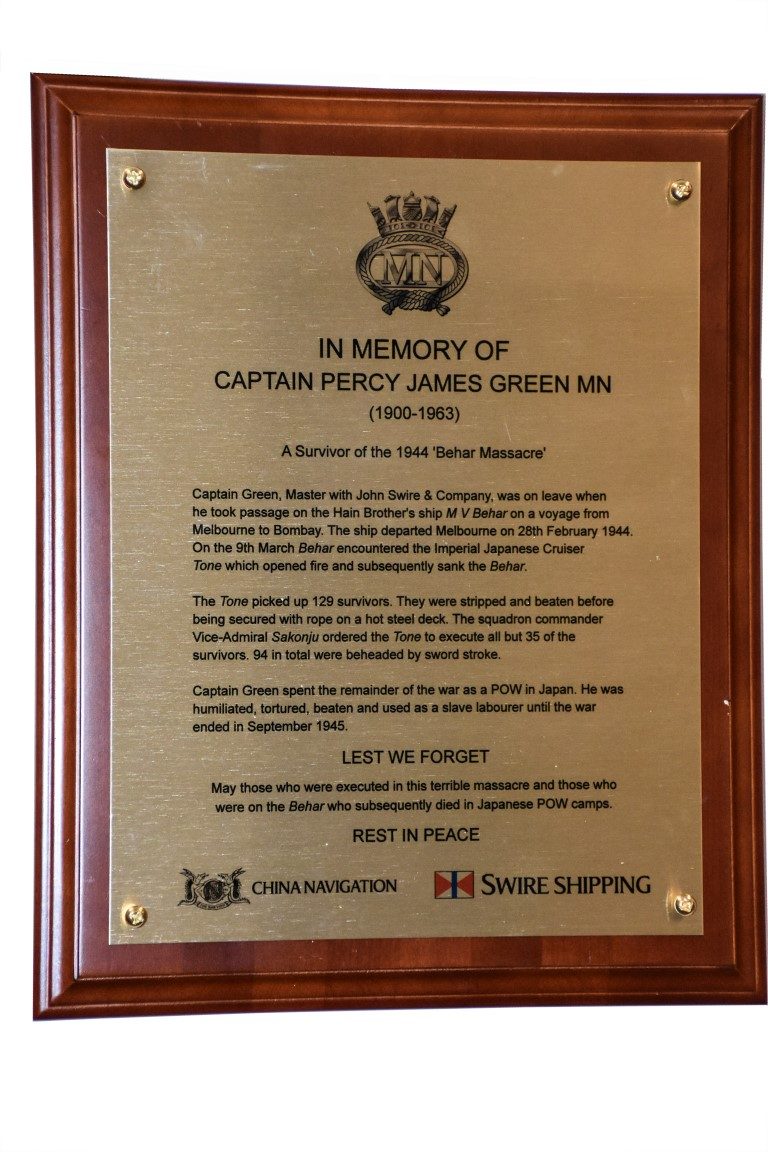 MN
IN MEMORY OF
CAPTAIN PERCY JAMES GREEN MN
(1900-1963)
A Survivor of the 1944 'Behar Massacre'
Captain Green, Master with John Swire & Company, was on leave when
he took passage on the Hain Brother's ship M V Behar on a voyage from
Melbourne to Bombay. The ship departed Melbourne on 28th February 1944.
On the 9th March Behar encountered the Imperial Japanese Cruiser
Tone which opened fire and subsequently sank the Behar.
The Tone picked up 129 survivors. They were stripped and beaten before
being secured with rope on a hot steel deck. The squadron commander
Vice-Admiral Sakonju ordered the Tone to execute all but 35 of the
survivors. 94 in total were beheaded by sword stroke.
Captain Green spent the remainder of the war as a POW in Japan. He was
humiliated, tortured, beaten and used as a slave labourer until the war
ended in September 1945.
LEST WE FORGET
May those who were executed in this terrible massacre and those who
were on the Behar who subsequently died in Japanese POW camps.
REST IN PEACE
CHINA NAVIGATION SWIRE SHIPPING